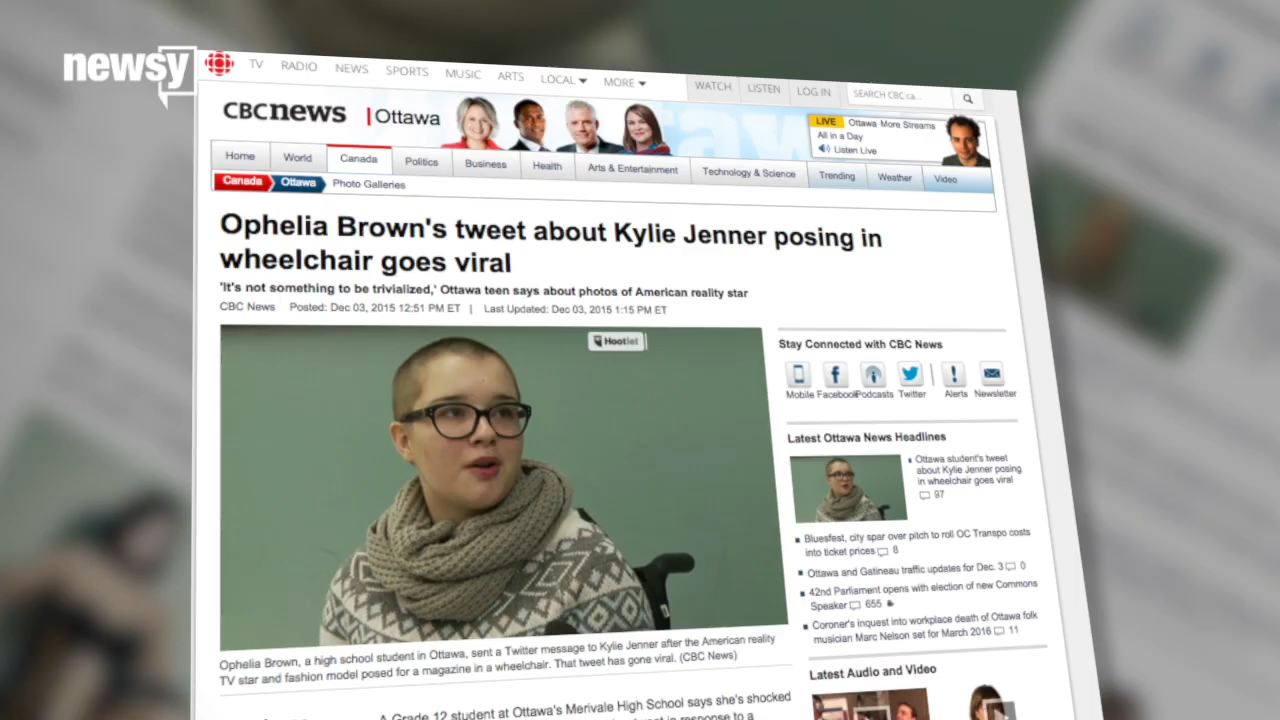 newsy
TV RADIO NEWS SPORTS MUSIC ARTS LOCAL MORE WATCH LISTEN LOG IN SEARCH CBC.ca...
CBCnews | Ottawa
LIVE Ottawa More Streams
All in a Day
Listen Live
Home World Canada Politics Business Health Arts & Entertainment Technology & Science Trending Weather Video
Canada Ottawa Photo Galleries
Ophelia Brown's tweet about Kylie Jenner posing in
wheelchair goes viral
'It's not something to be trivialized,' Ottawa teen says about photos of American reality star
CBC News Posted: Dec 03, 2015 12:51 PM ET | Last Updated: Dec 03, 2015 1:15 PM ET
Hootlet
Ophelia Brown, a high school student in Ottawa, sent a Twitter message to Kylie Jenner after the American reality
TV star and fashion model posed for a magazine in a wheelchair. That tweet has gone viral. (CBC News)
A Grade 12 student at Ottawa's Merivale High School says she's shocked
in response to a
Stay Connected with CBC News
Mobile Facebook Podcasts Twitter Alerts Newsletter
Latest Ottawa News Headlines
Ottawa student's tweet
about Kylie Jenner posing
in wheelchair goes viral
97
Bluesfest, city spar over pitch to roll OC Transpo costs
into ticket prices 8
Ottawa and Gatineau traffic updates for Dec. 3 0
42nd Parliament opens with election of new Commons
Speaker 655
Coroner's inquest into workplace death of Ottawa folk
musician Marc Nelson set for March 2016 11
Latest Audio and Video